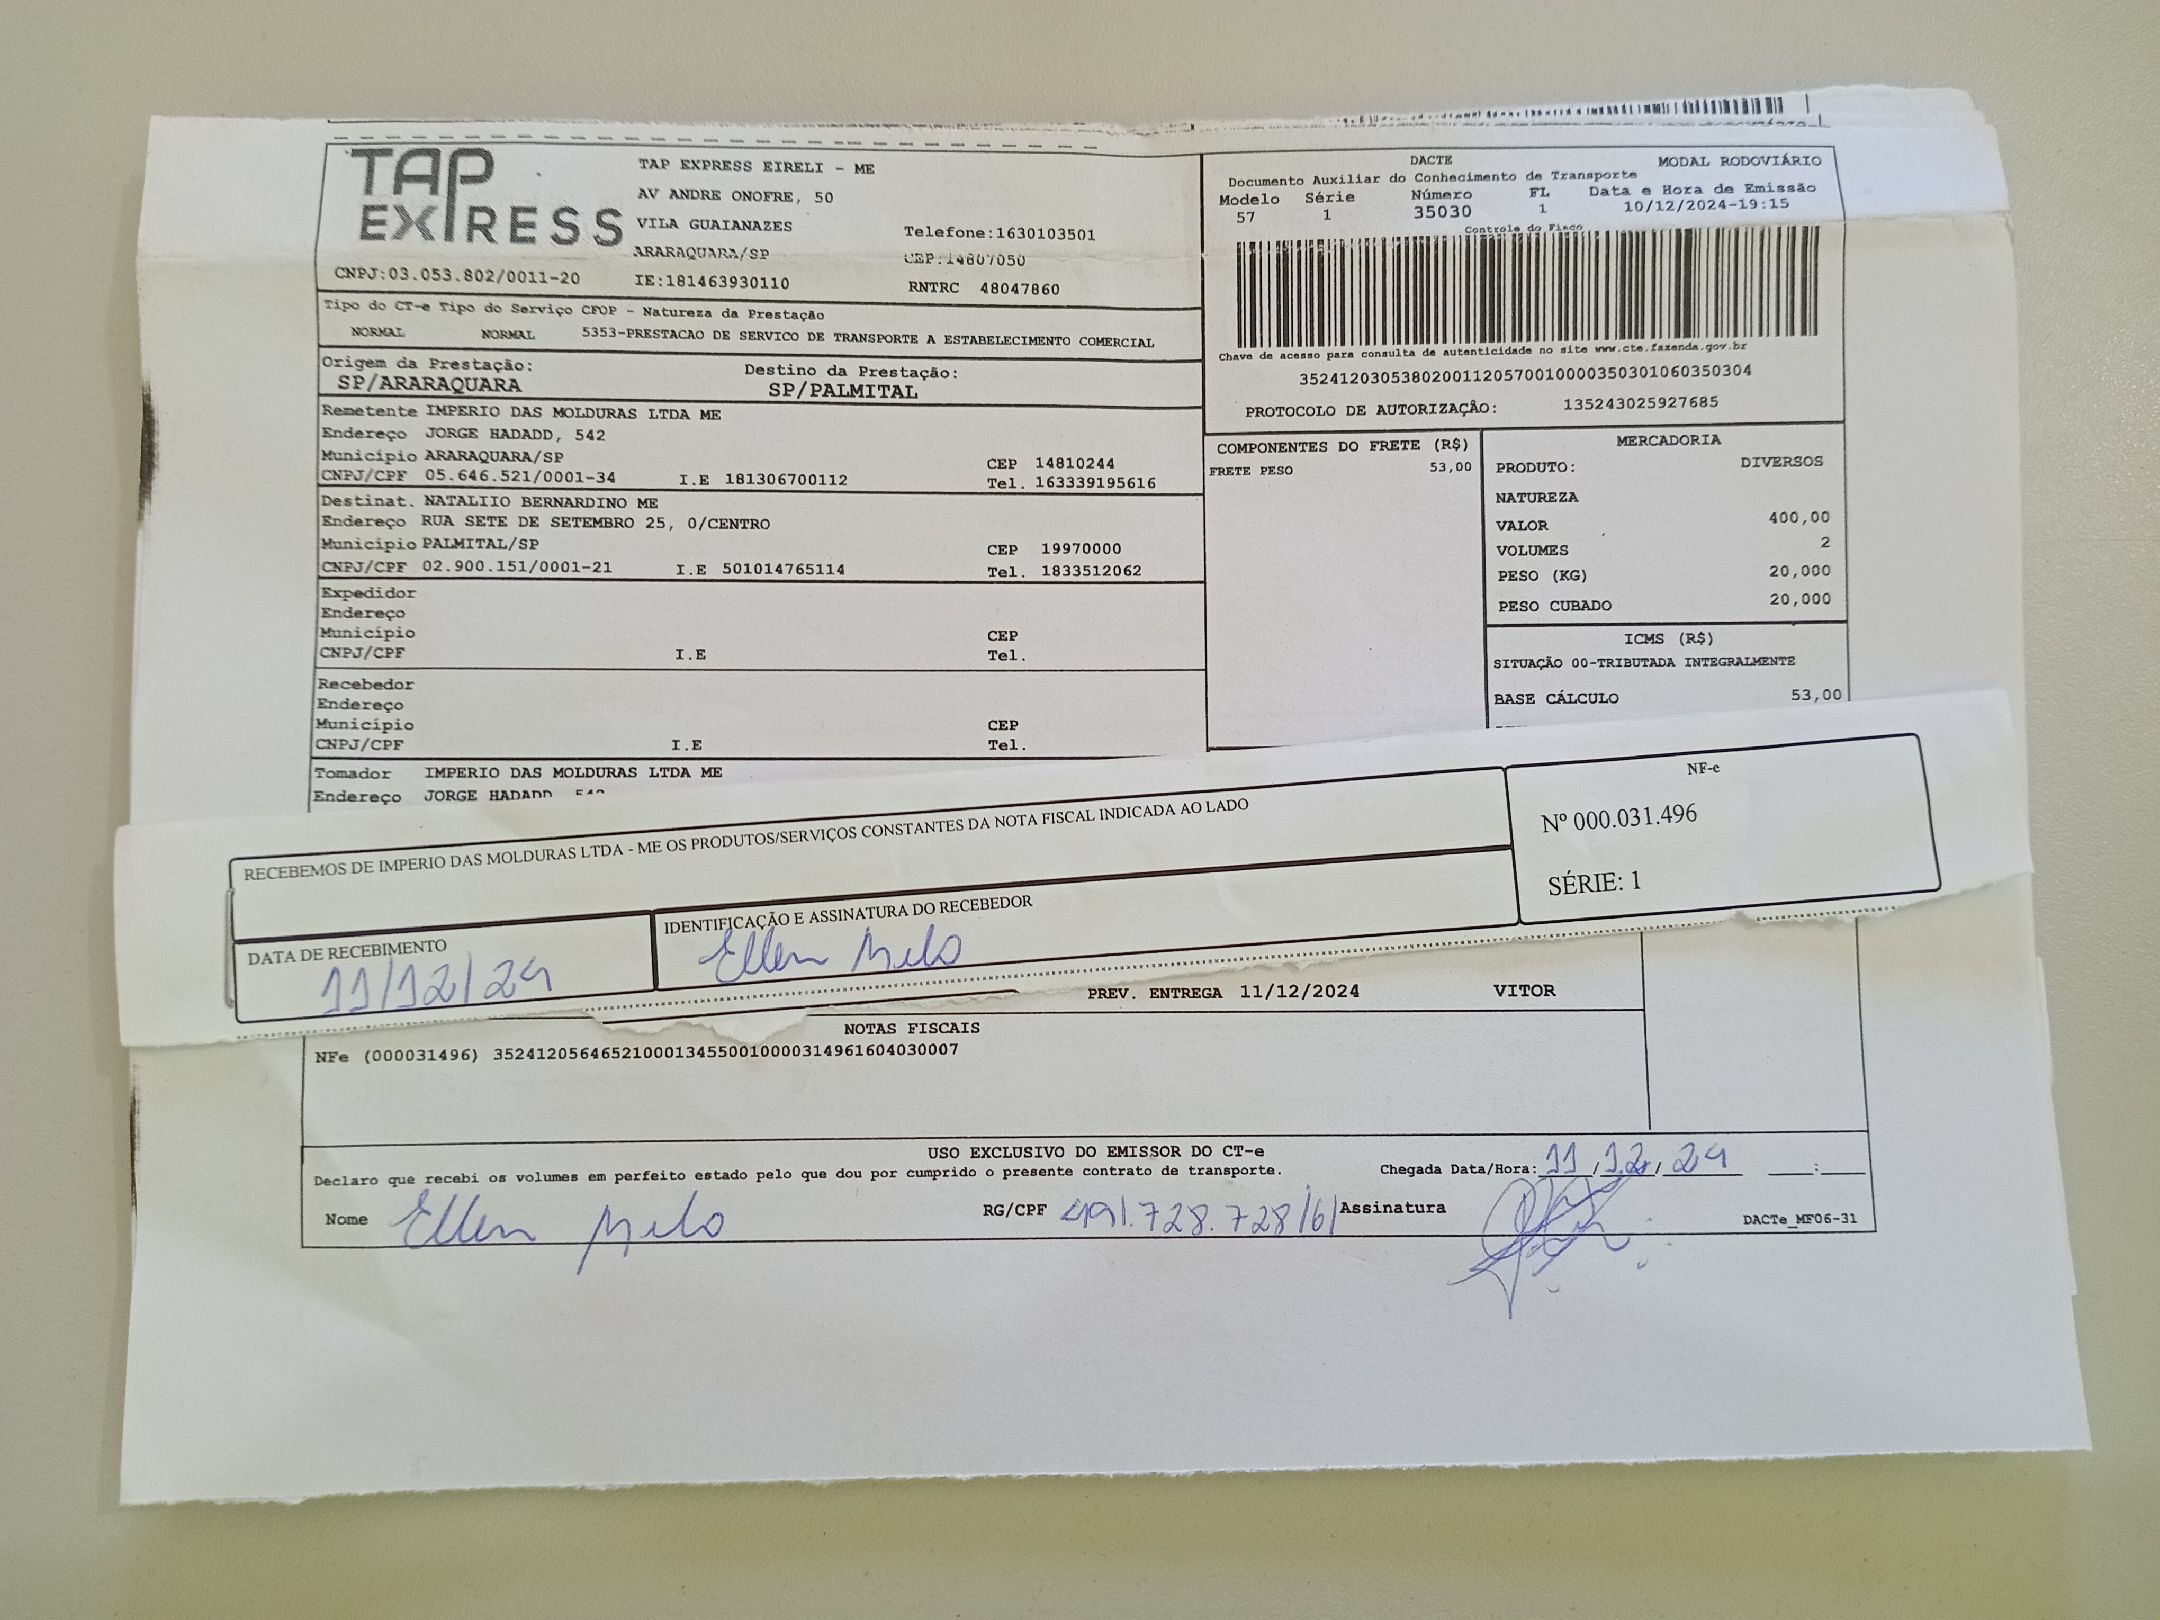 TAP
EXPRESS
TAP EXPRESS EIRELI - ME
AV ANDRE ONOFRE, 50
VILA GUAIANAZES
Telefone:1630103501
ARARAQUARA/SP
CEP:14807050
CNPJ:03.053.802/0011-20
IE:181463930110
RNTRC 48047860
DACTE
MODAL RODOVIÁRIO
Documento Auxiliar do Conhecimento de Transporte
Modelo Série Número FL Data e Hora de Emissão
57 1 35030 1 10/12/2024-19:15
Controle do Fisco
Chave de acesso para consulta de autenticidade no site www.cte.fazenda.gov.br
35241203053802001120570010000350301060350304
PROTOCOLO DE AUTORIZAÇÂO: 135243025927685
Tipo do CT-e Tipo do Serviço CFOP - Natureza da Prestação
NORMAL NORMAL 5353-PRESTACAO DE SERVICO DE TRANSPORTE A ESTABELECIMENTO COMERCIAL
Origem da Prestação: Destino da Prestação:
SP/ARARAQUARA SP/PALMITAL
Remetente IMPERIO DAS MOLDURAS LTDA ME
Endereço JORGE HADADD, 542
Município ARARAQUARA/SP CEP 14810244
CNPJ/CPF 05.646.521/0001-34 I.E 181306700112 Tel. 163339195616
Destinat. NATALIIO BERNARDINO ME
Endereço RUA SETE DE SETEMBRO 25, 0/CENTRO
Município PALMITAL/SP CEP 19970000
CNPJ/CPF 02.900.151/0001-21 I.E 501014765114 Tel. 1833512062
Expedidor
Endereço
Município CEP
CNPJ/CPF I.E Tel.
Recebedor
Endereço
Município CEP
CNPJ/CPF I.E Tel.
Tomador IMPERIO DAS MOLDURAS LTDA ME
Endereço JORGE HADADD, 542
COMPONENTES DO FRETE (R$)
FRETE PESO 53,00
MERCADORIA
PRODUTO: DIVERSOS
NATUREZA
VALOR 400,00
VOLUMES 2
PESO (KG) 20,000
PESO CUBADO 20,000
ICMS (R$)
SITUAÇÃO 00-TRIBUTADA INTEGRALMENTE
BASE CÁLCULO 53,00
RECEBEMOS DE IMPERIO DAS MOLDURAS LTDA - ME OS PRODUTOS/SERVIÇOS CONSTANTES DA NOTA FISCAL INDICADA AO LADO
NF-e
Nº 000.031.496
SÉRIE: 1
DATA DE RECEBIMENTO
11/12/24
IDENTIFICAÇÃO E ASSINATURA DO RECEBEDOR
Ellen Melo
PREV. ENTREGA 11/12/2024 VITOR
NOTAS FISCAIS
NFe (000031496) 35241205646521000134550010000314961604030007
USO EXCLUSIVO DO EMISSOR DO CT-e
Declaro que recebi os volumes em perfeito estado pelo que dou por cumprido o presente contrato de transporte.
Chegada Data/Hora: 11/12/24 __:__
Nome Ellen Melo RG/CPF 491.728.728/61 Assinatura
DACTe_MF06-31